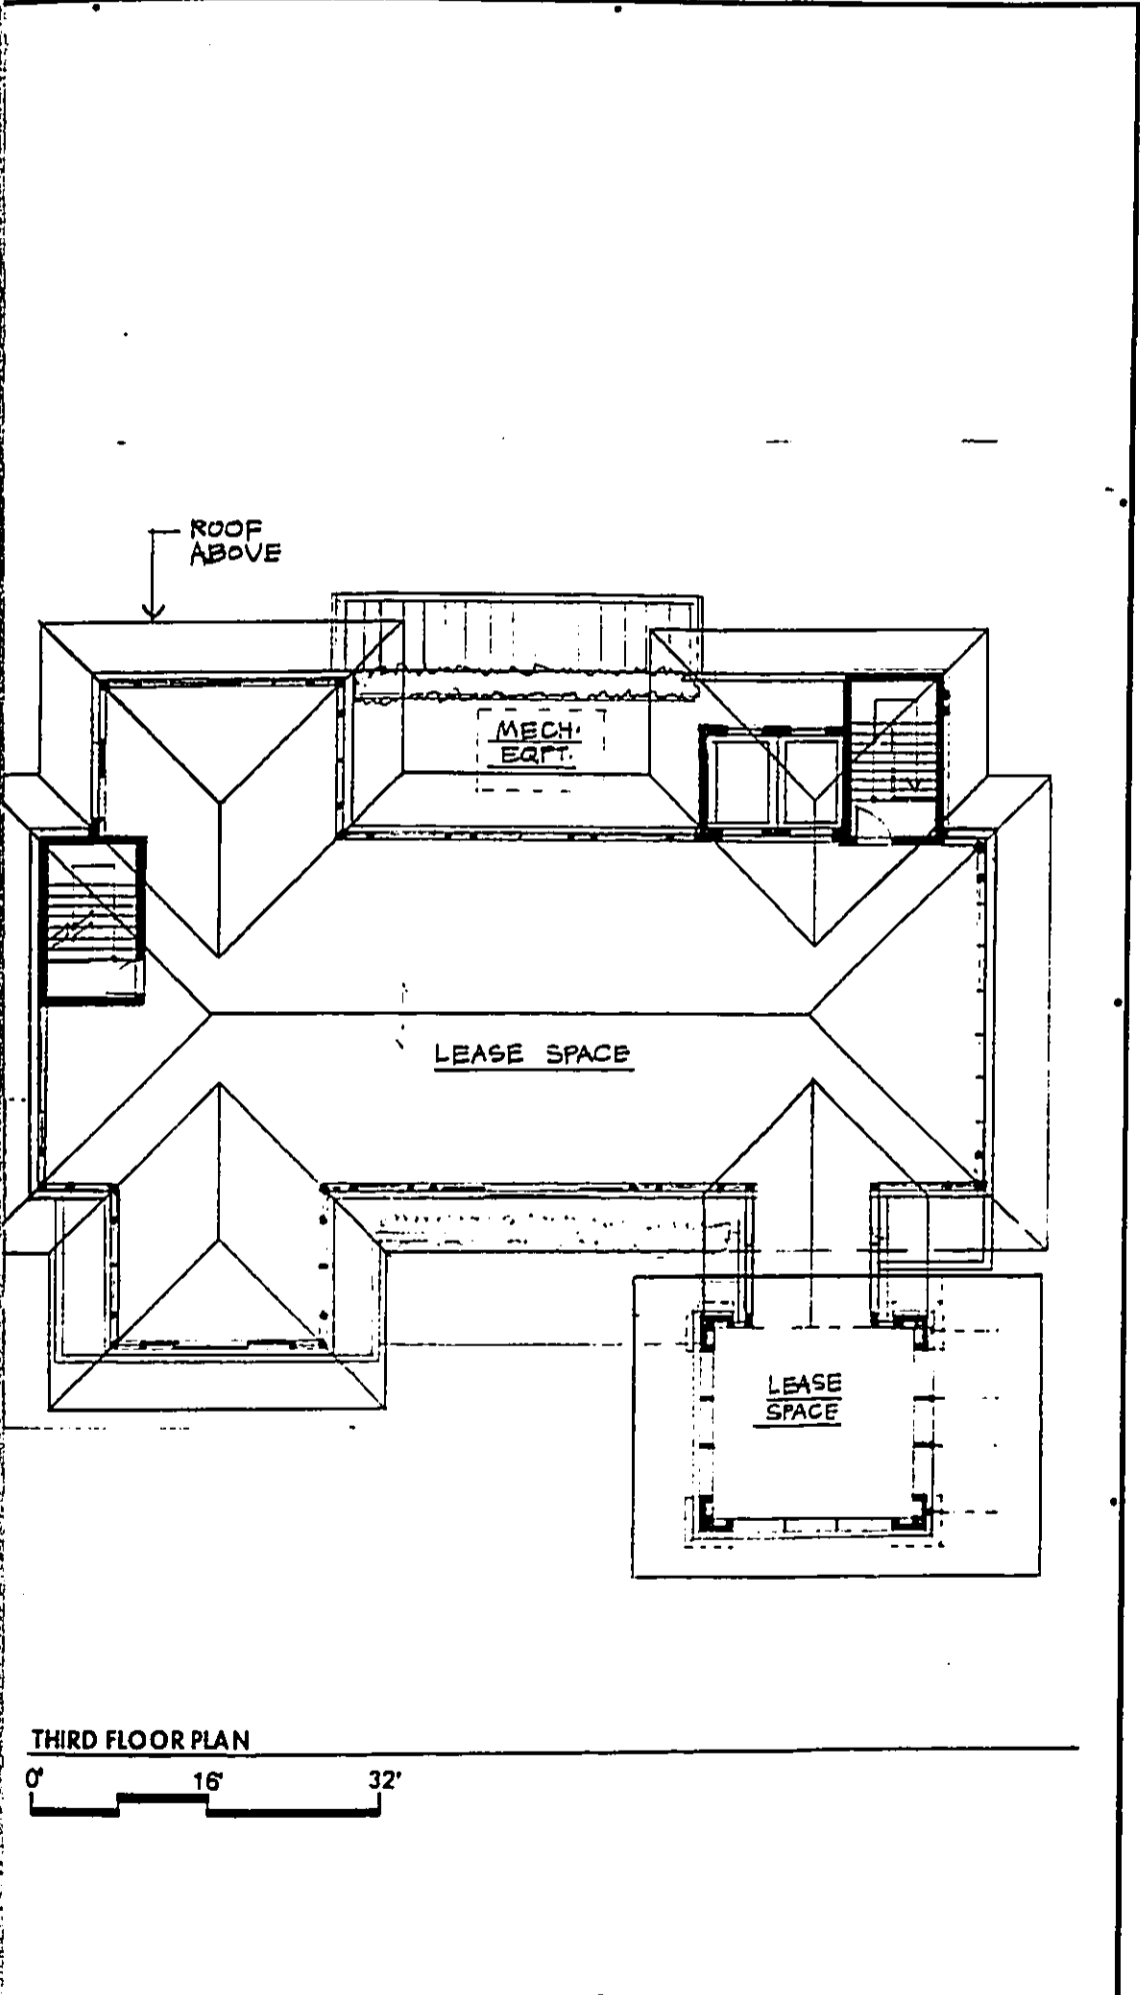 ROOF
ABOVE
MECH.
EQPT.
LEASE SPACE
LEASE
SPACE
THIRD FLOOR PLAN
0' 16' 32'